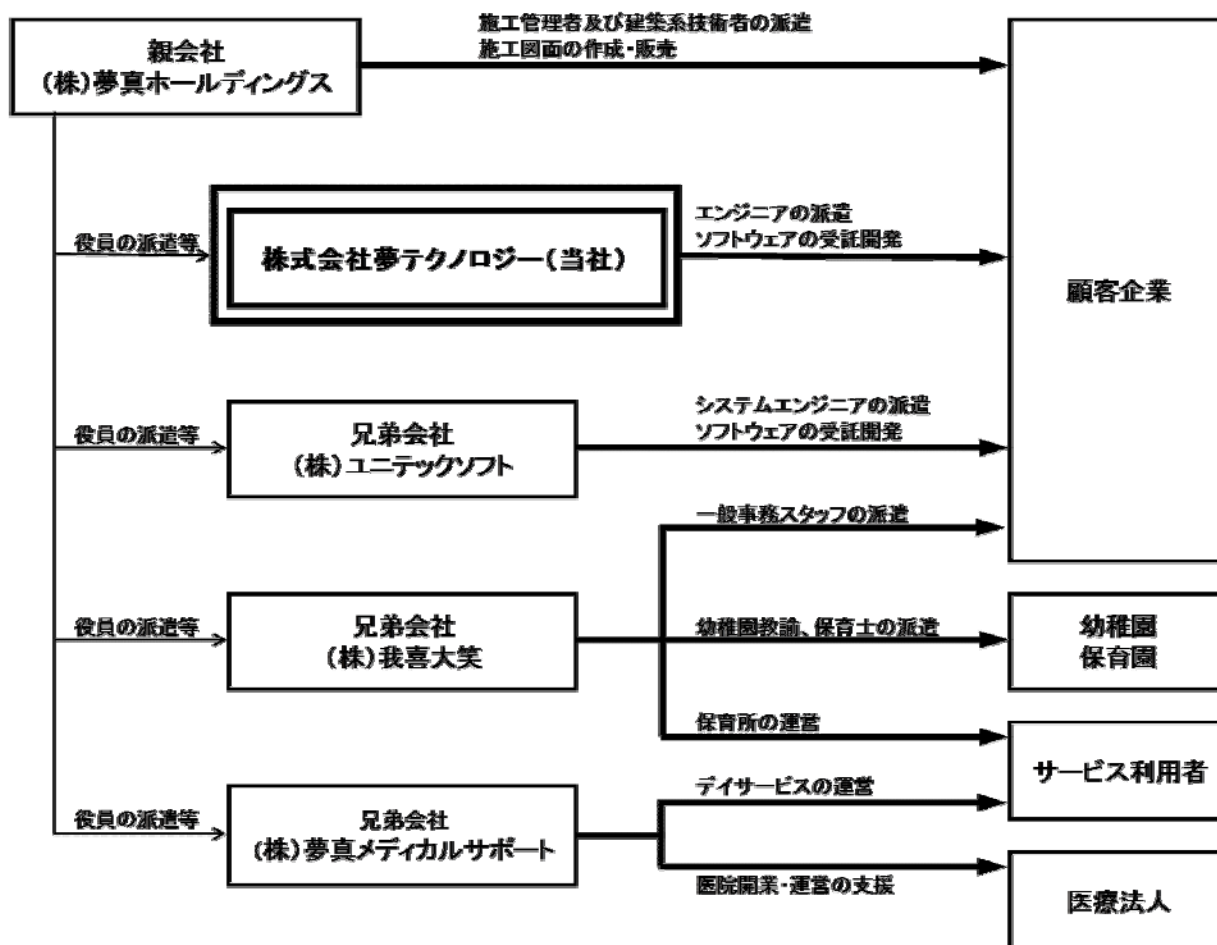 親会社
(株)夢真ホールディングス
施工管理者及び建築系技術者の派遣
施工図面の作成・販売
顧客企業
役員の派遣等
株式会社夢テクノロジー(当社)
エンジニアの派遣
ソフトウェアの受託開発
役員の派遣等
兄弟会社
(株)ユニテックソフト
システムエンジニアの派遣
ソフトウェアの受託開発
一般事務スタッフの派遣
役員の派遣等
兄弟会社
(株)我喜大笑
幼稚園教諭、保育士の派遣
幼稚園
保育園
保育所の運営
サービス利用者
役員の派遣等
兄弟会社
(株)夢真メディカルサポート
デイサービスの運営
医院開業・運営の支援
医療法人